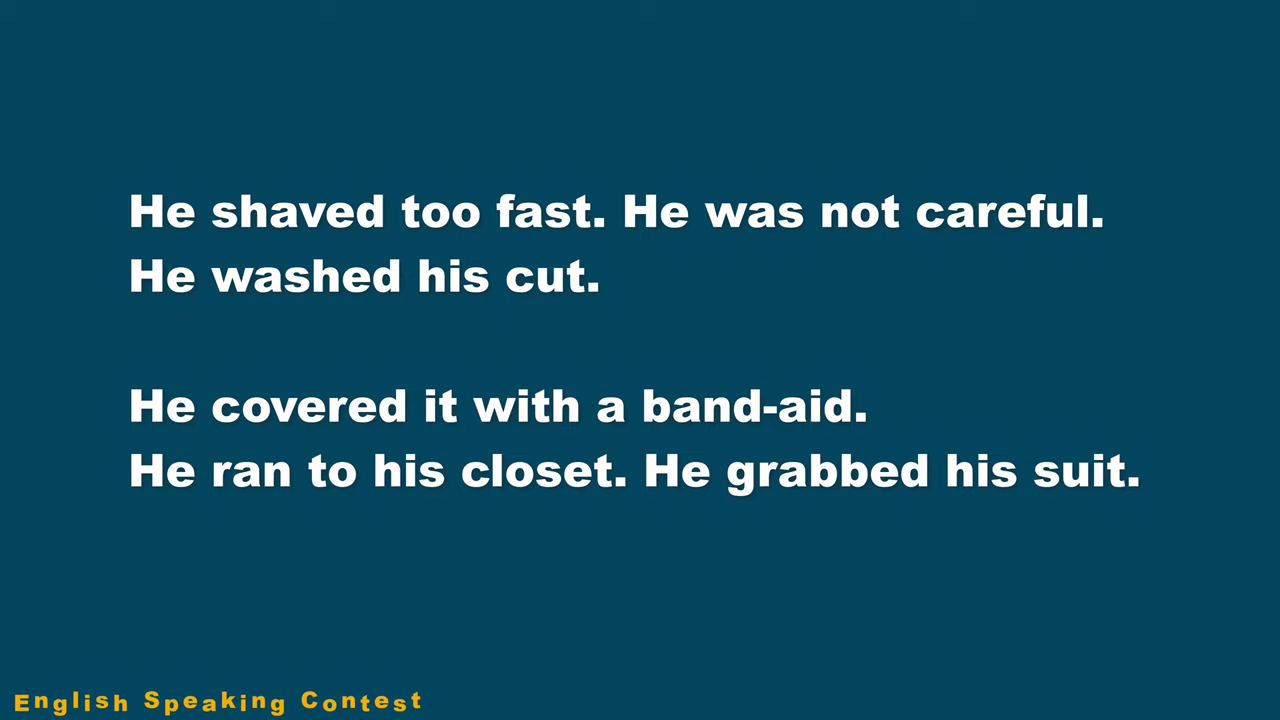 He shaved too fast. He was not careful.
He washed his cut.
He covered it with a band-aid.
He ran to his closet. He grabbed his suit.
English Speaking Contest